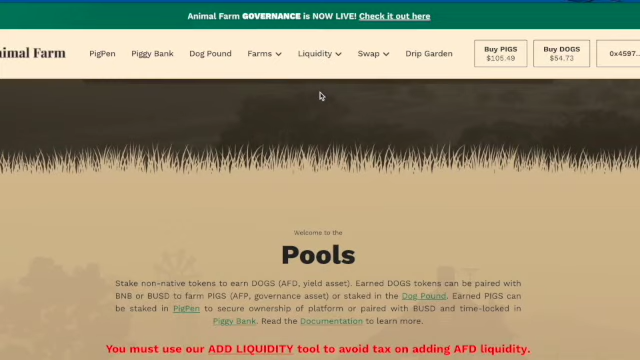 Animal Farm GOVERNANCE is NOW LIVE! Check it out here
nimal Farm PigPen Piggy Bank Dog Pound Farms Liquidity Swap Drip Garden Buy PIGS Buy DOGS 0x4597...
$105.49 $54.73
Welcome to the
Pools
Stake non-native tokens to earn DOGS (AFD, yield asset). Earned DOGS tokens can be paired with
BNB or BUSD to farm PIGS (AFP, governance asset) or staked in the Dog Pound. Earned PIGS can
be staked in PigPen to secure ownership of platform or paired with BUSD and time-locked in
Piggy Bank. Read the Documentation to learn more.
You must use our ADD LIQUIDITY tool to avoid tax on adding AFD liquidity.